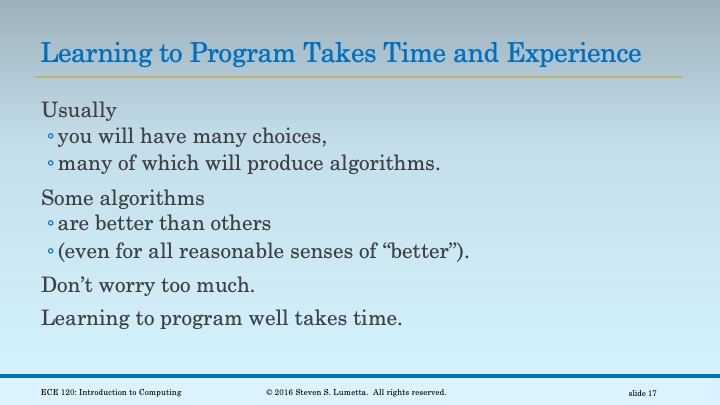 Learning to Program Takes Time and Experience
Usually
◦ you will have many choices,
◦ many of which will produce algorithms.
Some algorithms
◦ are better than others
◦ (even for all reasonable senses of “better”).
Don’t worry too much.
Learning to program well takes time.
ECE 120: Introduction to Computing © 2016 Steven S. Lumetta. All rights reserved. slide 17